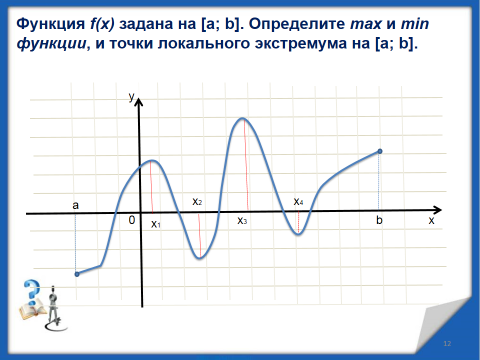 Функция f(x) задана на [a; b]. Определите max и min
функции, и точки локального экстремума на [a; b].
y
a
x₂
x₄
0
x₁
x₃
b
x
12